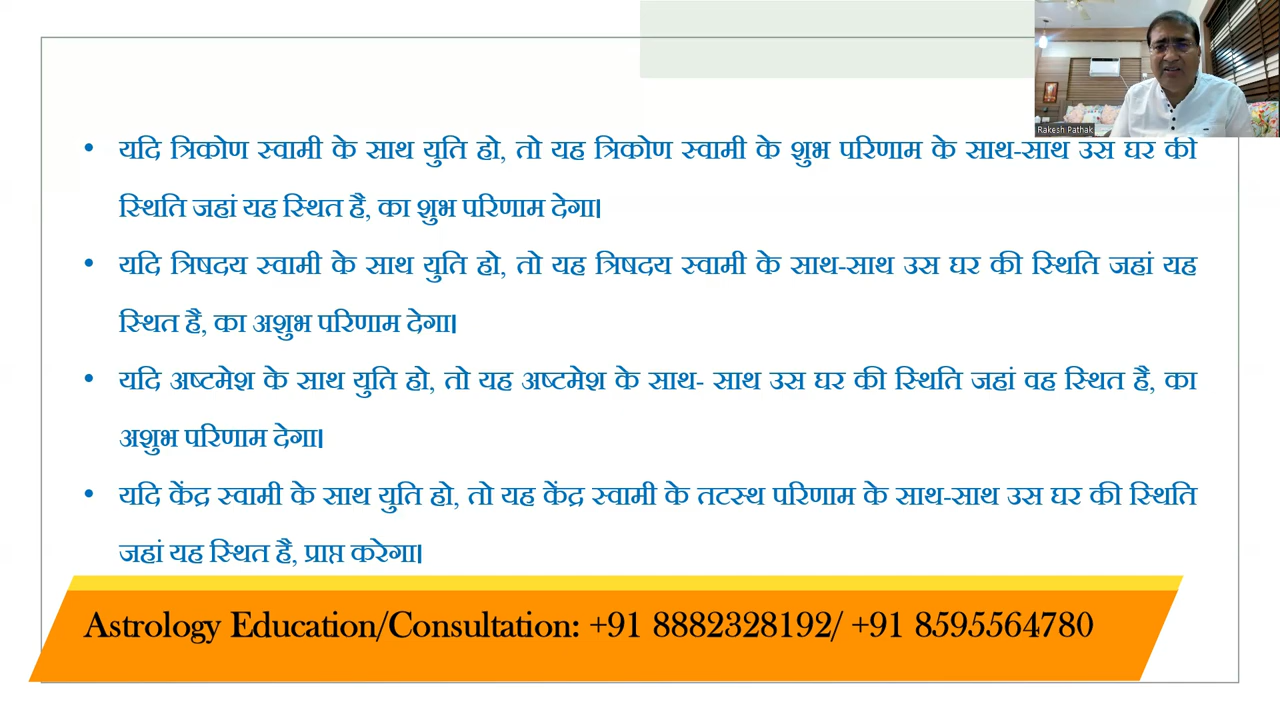 Rakesh Pathak
• यदि त्रिकोण स्वामी के साथ युति हो, तो यह त्रिकोण स्वामी के शुभ परिणाम के साथ-साथ उस घर की
स्थिति जहां यह स्थित है, का शुभ परिणाम देगा।
• यदि त्रिषदय स्वामी के साथ युति हो, तो यह त्रिषदय स्वामी के साथ-साथ उस घर की स्थिति जहां यह
स्थित है, का अशुभ परिणाम देगा।
• यदि अष्टमेश के साथ युति हो, तो यह अष्टमेश के साथ- साथ उस घर की स्थिति जहां वह स्थित है, का
अशुभ परिणाम देगा।
• यदि केंद्र स्वामी के साथ युति हो, तो यह केंद्र स्वामी के तटस्थ परिणाम के साथ-साथ उस घर की स्थिति
जहां यह स्थित है, प्राप्त करेगा।
Astrology Education/Consultation: +91 8882328192/ +91 8595564780